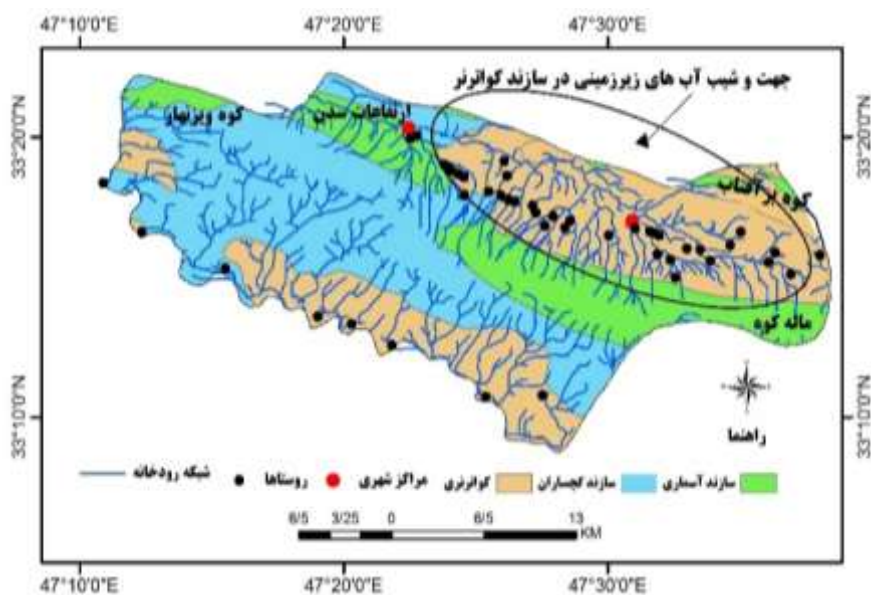 47°10'0"E 47°20'0"E 47°30'0"E
جهت و شیب آب های زیرزمینی در سازند کواترنر
33°20'0"N 33°20'0"N
کوه ویزنهار
ارتفاعات سدن
کوه بر آفتاب
مانه کوه
33°10'0"N 33°10'0"N
راهنما
سازند آسماری سازند گچساران کواترنری مراکز شهری روستاها شبکه رودخانه
6/5 3/25 0 6/5 13
KM
47°10'0"E 47°20'0"E 47°30'0"E